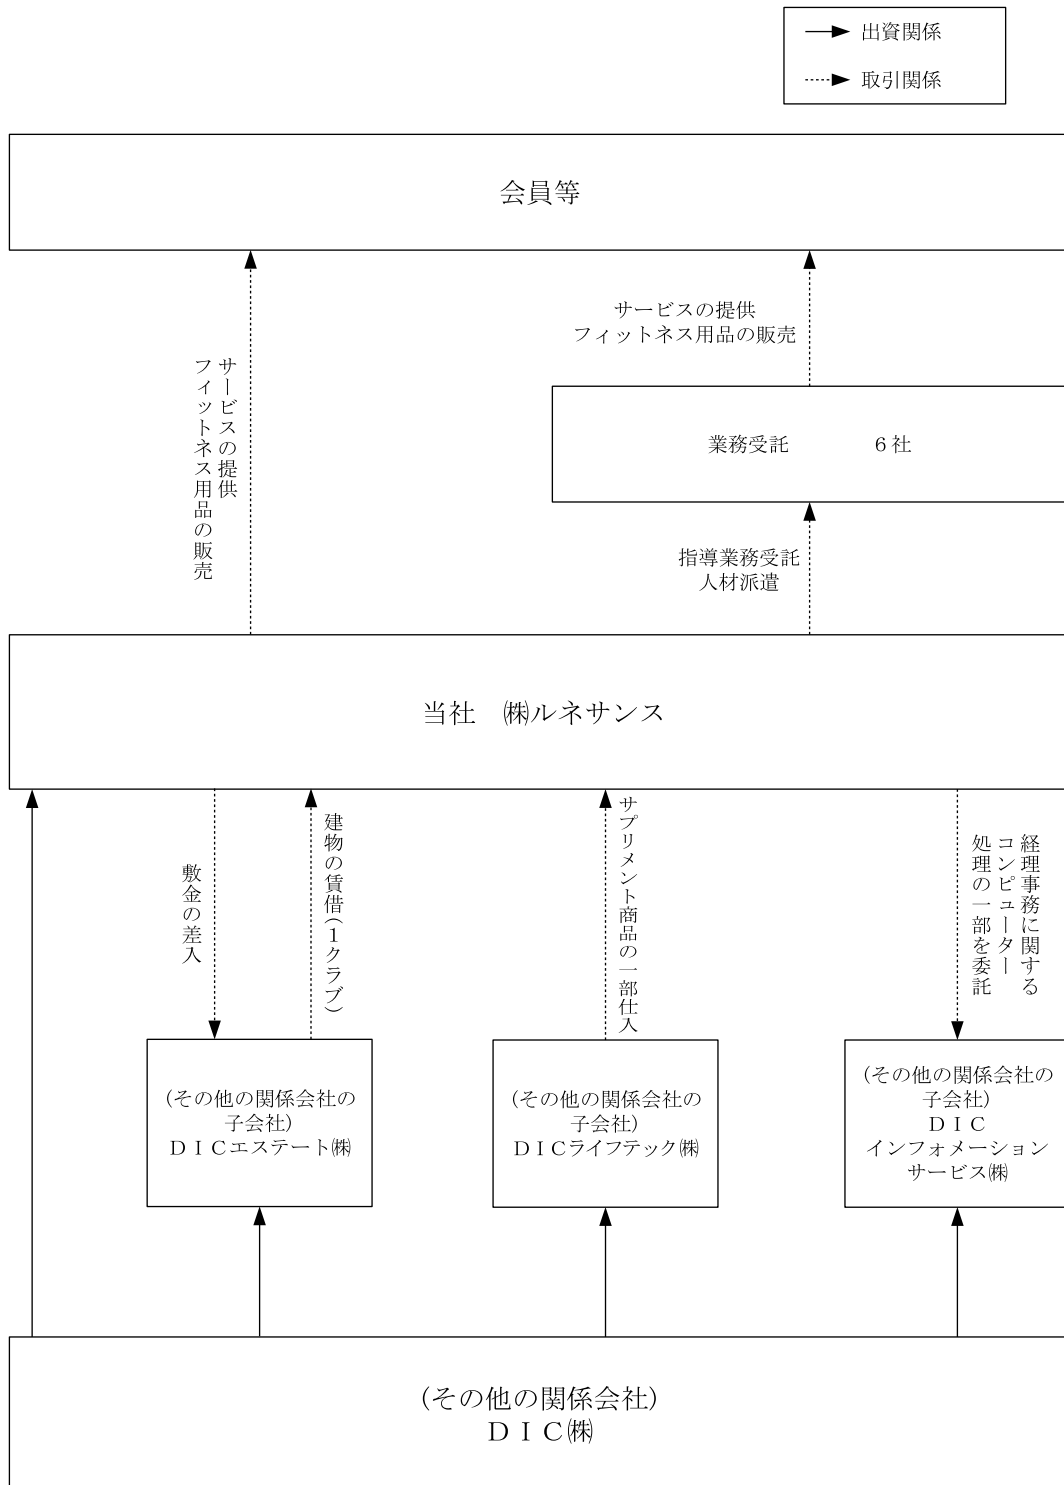 出資関係
取引関係
会員等
サービスの提供
フィットネス用品の販売
サービスの提供
フィットネス用品の販売
業務受託　　　　６社
指導業務受託
人材派遣
当社　㈱ルネサンス
敷金の差入
建物の賃借(１クラブ)
サプリメント商品の一部仕入
経理事務に関する
コンピューター
処理の一部を委託
(その他の関係会社の
子会社)
ＤＩＣエステート㈱
(その他の関係会社の
子会社)
ＤＩＣライフテック㈱
(その他の関係会社の
子会社)
ＤＩＣ
インフォメーション
サービス㈱
(その他の関係会社)
ＤＩＣ㈱